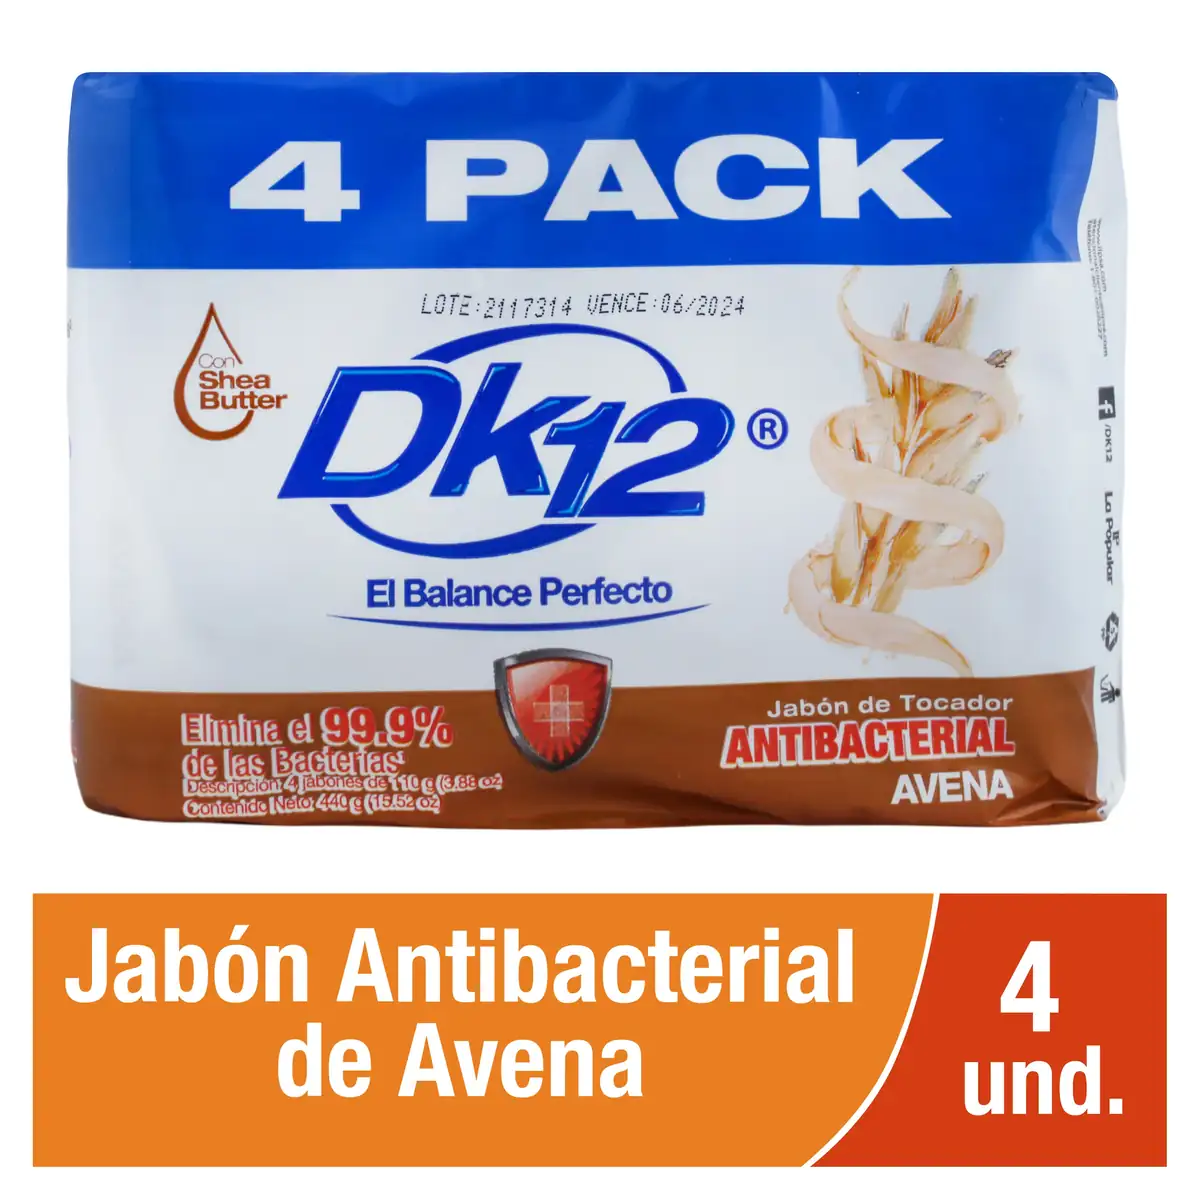 4 PACK
LOTE:2117314 VENCE:06/2024
Con
Shea
Butter
DK12®
El Balance Perfecto
Elimina el 99.9%
de las Bacterias
Descripción: 4 jabones de 110 g (3.88 oz)
Contenido Neto: 440 g (15.52 oz)
Jabón de Tocador
ANTIBACTERIAL
AVENA
/DK12
La Popular
Jabón Antibacterial
de Avena
4
und.